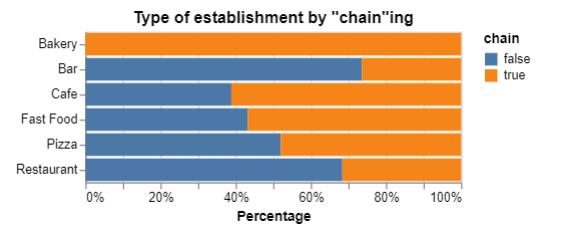 Type of establishment by "chain"ing
chain
false
true
Bakery
Bar
Cafe
Fast Food
Pizza
Restaurant
0% 20% 40% 60% 80% 100%
Percentage